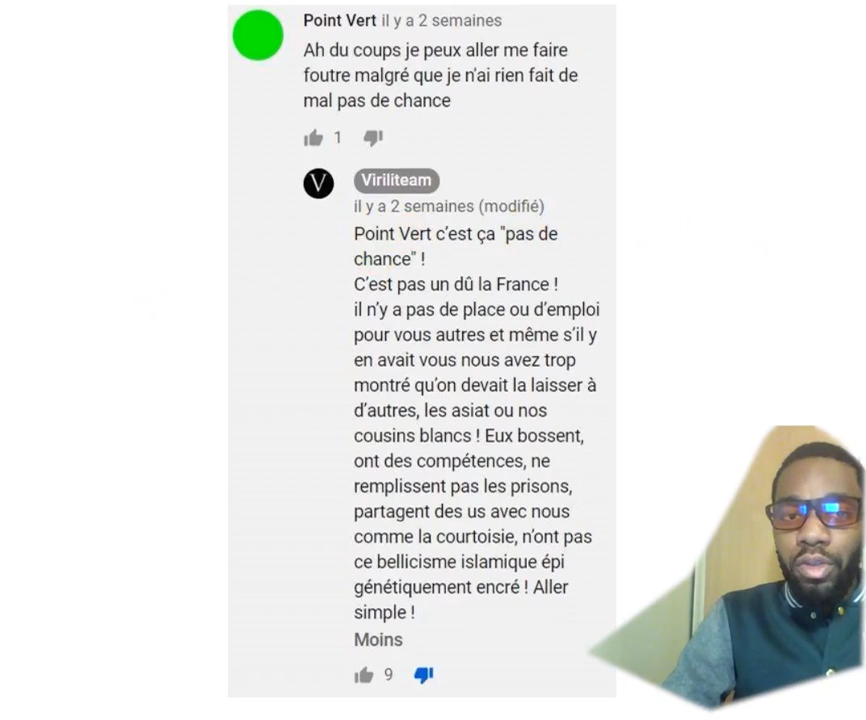 Point Vert il y a 2 semaines
Ah du coups je peux aller me faire
foutre malgré que je n'ai rien fait de
mal pas de chance
1
V
Viriliteam
il y a 2 semaines (modifié)
Point Vert c'est ça "pas de
chance" !
C'est pas un dû la France !
il n'y a pas de place ou d'emploi
pour vous autres et même s'il y
en avait vous nous avez trop
montré qu'on devait la laisser à
d'autres, les asiat ou nos
cousins blancs ! Eux bossent,
ont des compétences, ne
remplissent pas les prisons,
partagent des us avec nous
comme la courtoisie, n'ont pas
ce bellicisme islamique épi
génétiquement encré ! Aller
simple !
Moins
9